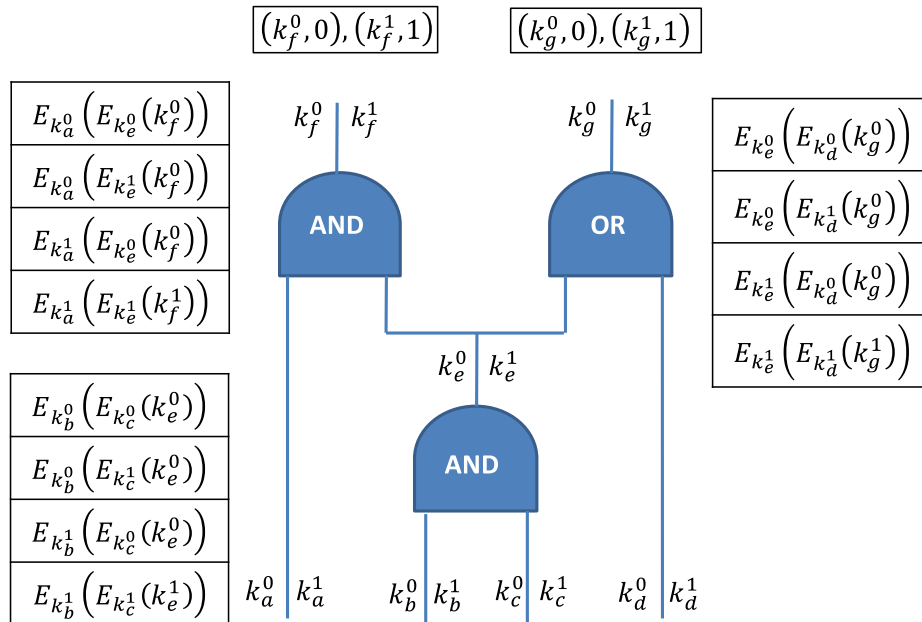 (k_f^0, 0), (k_f^1, 1)
(k_g^0, 0), (k_g^1, 1)
E_{k_a^0}(E_{k_e^0}(k_f^0))
E_{k_a^0}(E_{k_e^1}(k_f^0))
E_{k_a^1}(E_{k_e^0}(k_f^0))
E_{k_a^1}(E_{k_e^1}(k_f^1))
k_f^0 k_f^1
k_g^0 k_g^1
AND
OR
E_{k_e^0}(E_{k_d^0}(k_g^0))
E_{k_e^0}(E_{k_d^1}(k_g^0))
E_{k_e^1}(E_{k_d^0}(k_g^0))
E_{k_e^1}(E_{k_d^1}(k_g^1))
k_e^0 k_e^1
E_{k_b^0}(E_{k_c^0}(k_e^0))
E_{k_b^0}(E_{k_c^1}(k_e^0))
E_{k_b^1}(E_{k_c^0}(k_e^0))
E_{k_b^1}(E_{k_c^1}(k_e^1))
AND
k_a^0 k_a^1
k_b^0 k_b^1
k_c^0 k_c^1
k_d^0 k_d^1